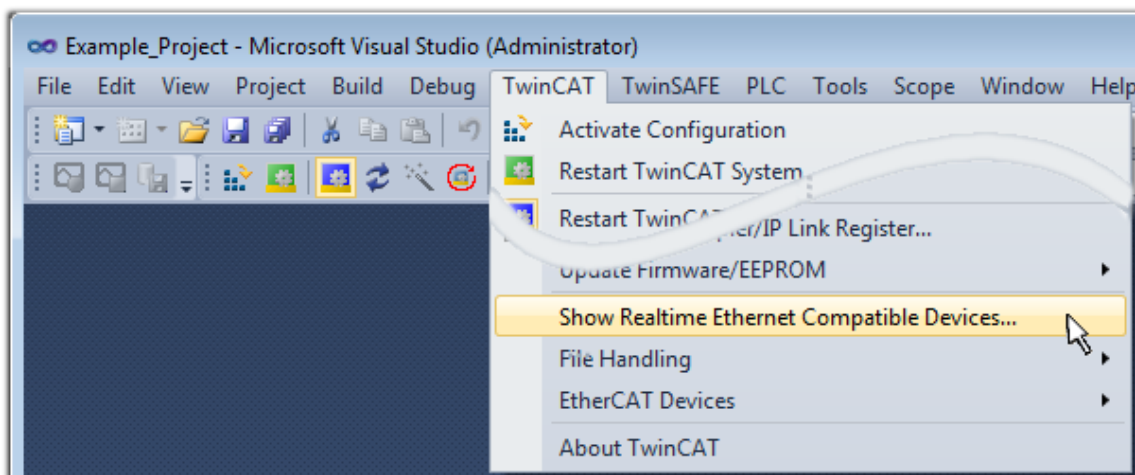 Example_Project - Microsoft Visual Studio (Administrator)
File Edit View Project Build Debug TwinCAT TwinSAFE PLC Tools Scope Window Help
Activate Configuration
Restart TwinCAT System
Restart
/IP Link Register...
Update Firmware/EEPROM
Show Realtime Ethernet Compatible Devices...
File Handling
EtherCAT Devices
About TwinCAT